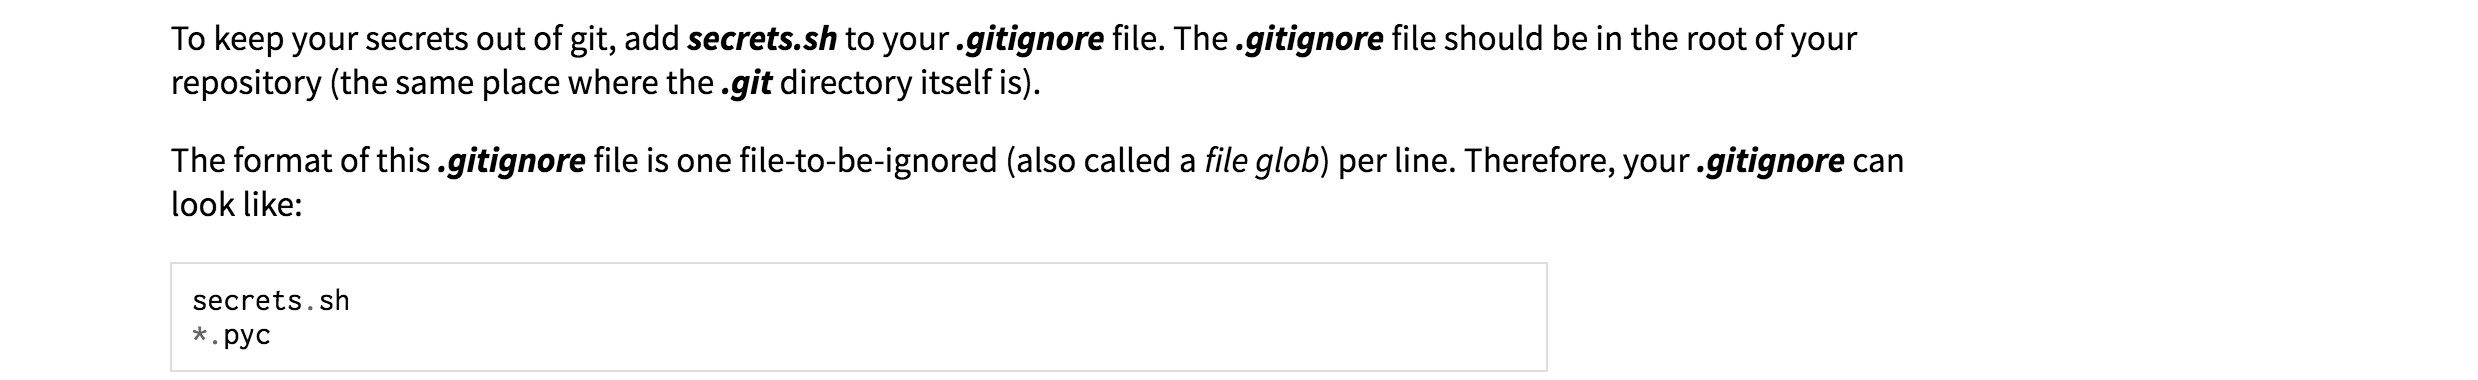 To keep your secrets out of git, add secrets.sh to your .gitignore file. The .gitignore file should be in the root of your
repository (the same place where the .git directory itself is).
The format of this .gitignore file is one file-to-be-ignored (also called a file glob) per line. Therefore, your .gitignore can
look like:
secrets.sh
*.pyc